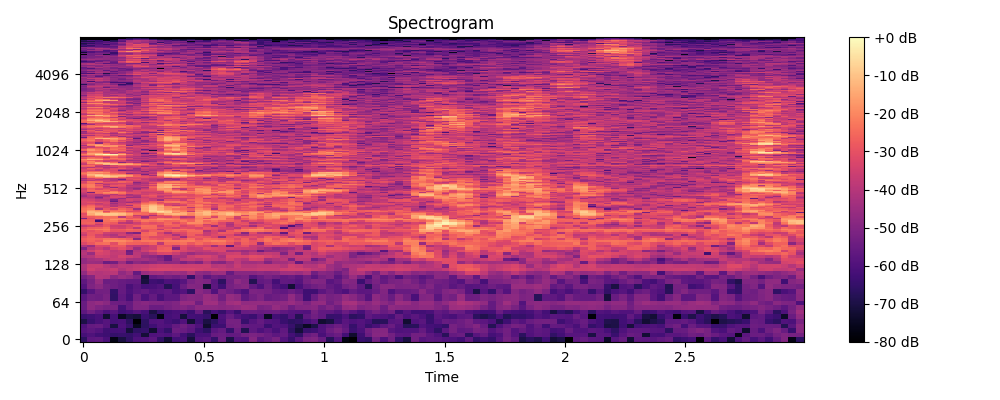 Spectrogram
Hz
4096
2048
1024
512
256
128
64
0
0
0.5
1
1.5
2
2.5
Time
+0 dB
-10 dB
-20 dB
-30 dB
-40 dB
-50 dB
-60 dB
-70 dB
-80 dB